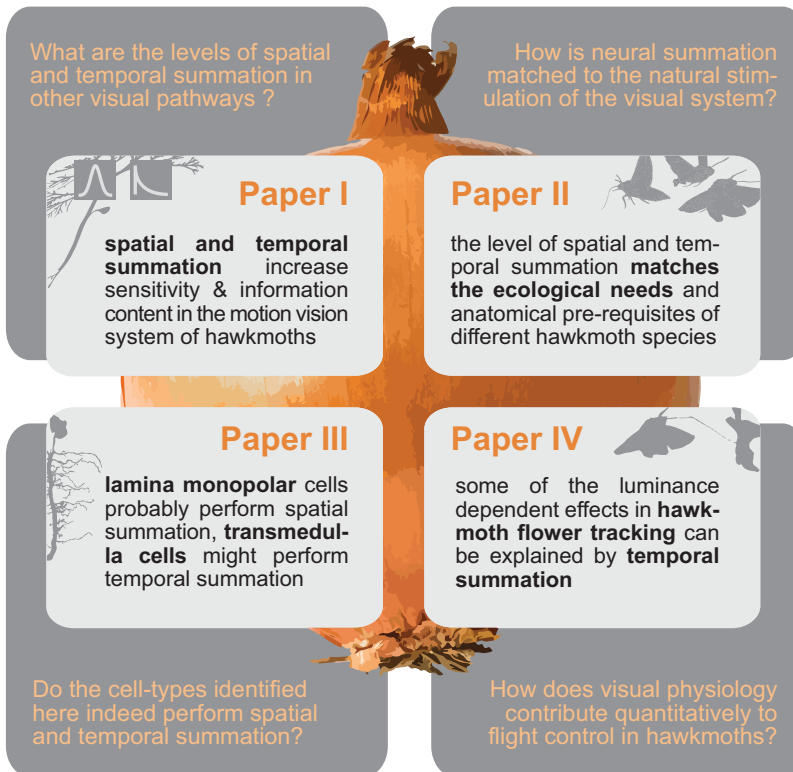 What are the levels of spatial
and temporal summation in
other visual pathways ?
How is neural summation
matched to the natural stim-
ulation of the visual system?
Paper I
spatial and temporal
summation increase
sensitivity & information
content in the motion vision
system of hawkmoths
Paper II
the level of spatial and tem-
poral summation matches
the ecological needs and
anatomical pre-requisites of
different hawkmoth species
Paper III
lamina monopolar cells
probably perform spatial
summation, transmedul-
la cells might perform
temporal summation
Paper IV
some of the luminance
dependent effects in hawk-
moth flower tracking can
be explained by temporal
summation
Do the cell-types identified
here indeed perform spatial
and temporal summation?
How does visual physiology
contribute quantitatively to
flight control in hawkmoths?